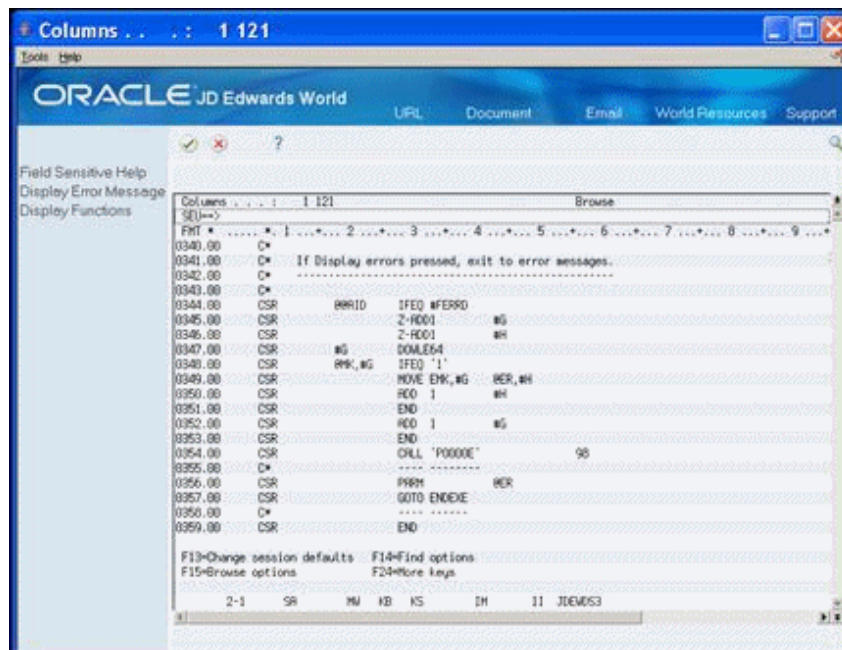 Columns . . . : 1 121
Tools Help
ORACLE JD Edwards World
URL Document Email World Resources Support
?
Field Sensitive Help
Display Error Message
Display Functions
Columns . . . . : 1 121 Browse
SEU==>
FMT * ..... *. 1 ...+... 2 ...+... 3 ...+... 4 ...+... 5 ...+... 6 ...+... 7 ...+... 8 ...+... 9 ...+
0340.00 C*
0341.00 C* If Display errors pressed, exit to error messages.
0342.00 C* --------------------------------------------------
0343.00 C*
0344.00 CSR @@AID IFEQ #FERRD
0345.00 CSR Z-ADD1 #G
0346.00 CSR Z-ADD1 #H
0347.00 CSR #G DOWLE64
0348.00 CSR @MK,#G IFEQ '1'
0349.00 CSR MOVE EMK,#G @ER,#H
0350.00 CSR ADD 1 #H
0351.00 CSR END
0352.00 CSR ADD 1 #G
0353.00 CSR END
0354.00 CSR CALL 'P0000E' 98
0355.00 C* ---- --------
0356.00 CSR PARM @ER
0357.00 CSR GOTO ENDEXE
0358.00 C* ---- ------
0359.00 CSR END
F13=Change session defaults F14=Find options
F15=Browse options F24=More keys
2-1 SA MW KB KS IM II JDEWDS3